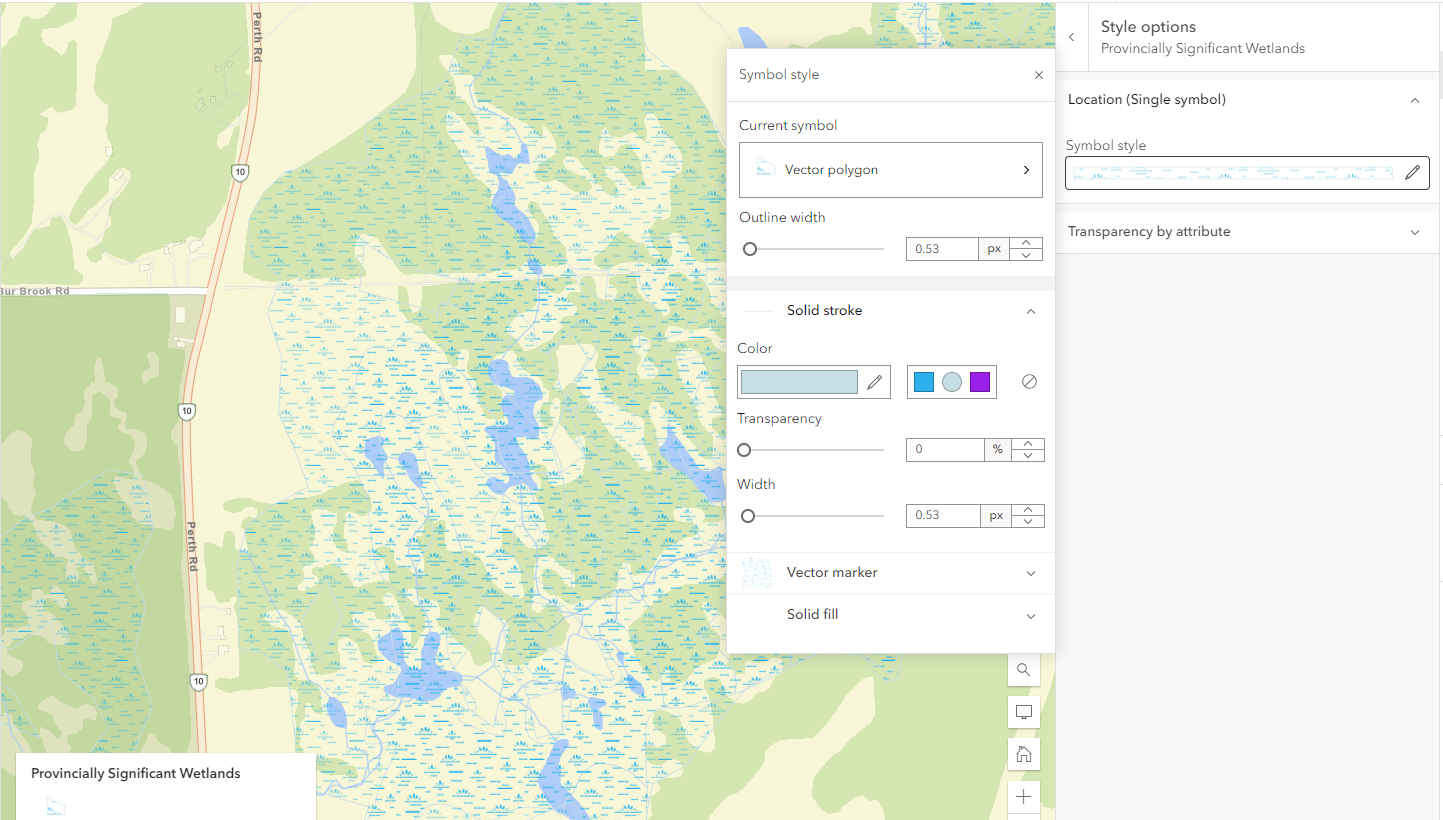 Perth Rd
10
Bur Brook Rd
10
Perth Rd
10
Provincially Significant Wetlands
Symbol style
Current symbol
Vector polygon
Outline width
0.53 px
Solid stroke
Color
Transparency
0 %
Width
0.53 px
Vector marker
Solid fill
Style options
Provincially Significant Wetlands
Location (Single symbol)
Symbol style
Transparency by attribute